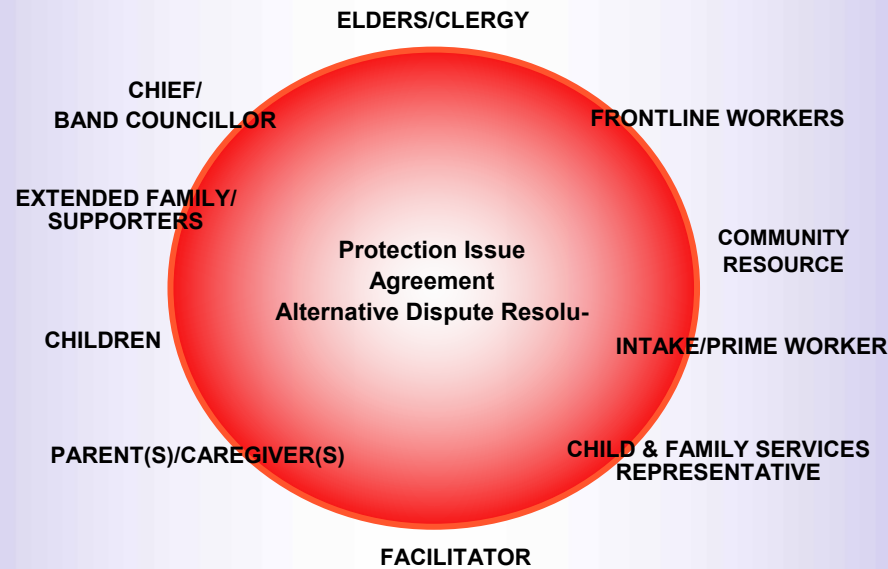 ELDERS/CLERGY
CHIEF/
BAND COUNCILLOR
FRONTLINE WORKERS
EXTENDED FAMILY/
SUPPORTERS
COMMUNITY
RESOURCE
Protection Issue
Agreement
Alternative Dispute Resolu-
CHILDREN
INTAKE/PRIME WORKER
PARENT(S)/CAREGIVER(S)
CHILD & FAMILY SERVICES
REPRESENTATIVE
FACILITATOR